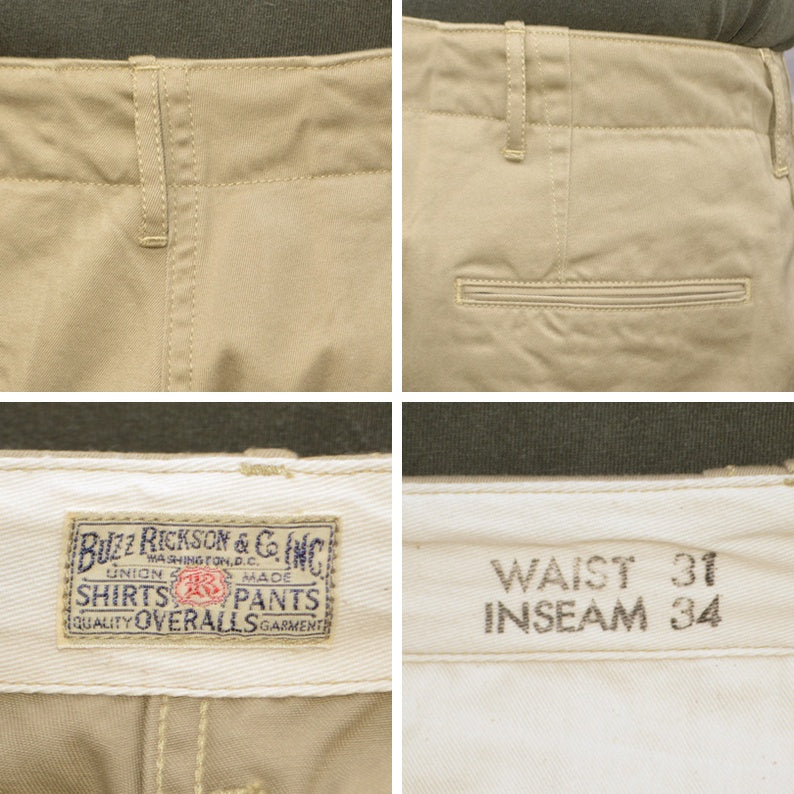 BUZZ RICKSON & Co. INC
WASHINGTON, D.C.
UNION R MADE
SHIRTS PANTS
QUALITY OVERALLS GARMENT
WAIST 31
INSEAM 34